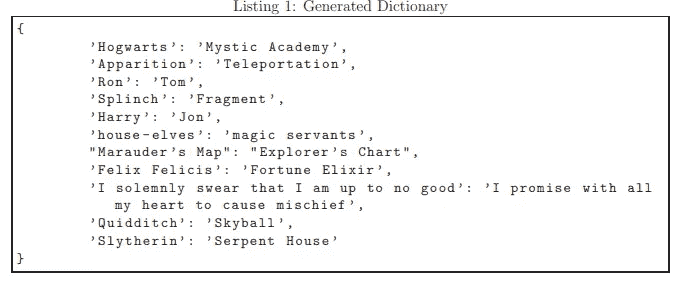 Listing 1: Generated Dictionary
{
'Hogwarts': 'Mystic Academy',
'Apparition': 'Teleportation',
'Ron': 'Tom',
'Splinch': 'Fragment',
'Harry': 'Jon',
'house-elves': 'magic servants',
"Marauder's Map": "Explorer's Chart",
'Felix Felicis': 'Fortune Elixir',
'I solemnly swear that I am up to no good': 'I promise with all
my heart to cause mischief',
'Quidditch': 'Skyball',
'Slytherin': 'Serpent House'
}